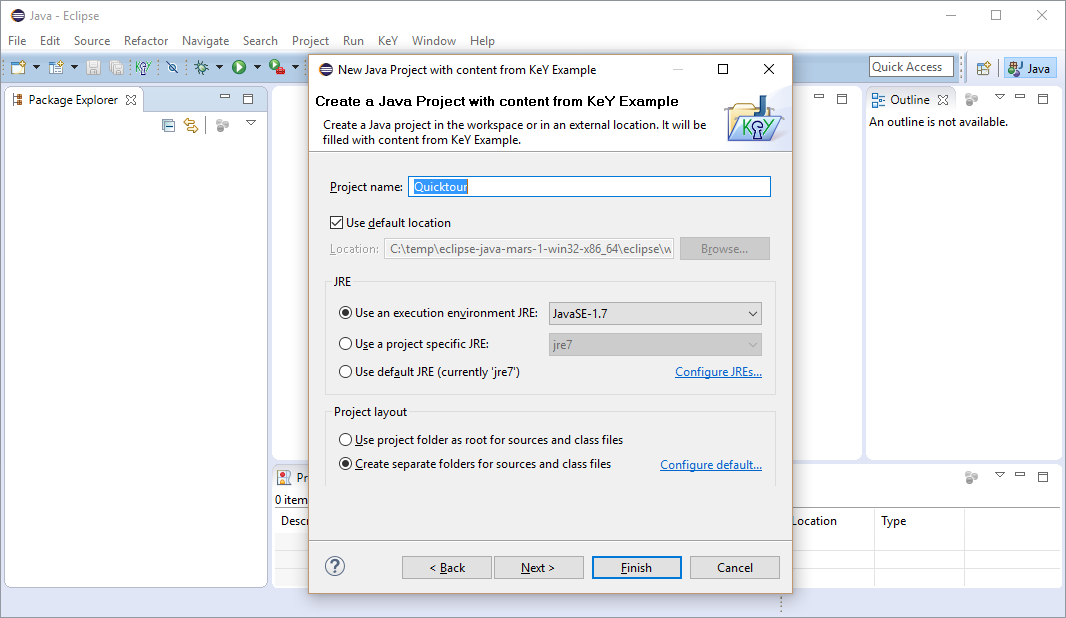 Java - Eclipse
File Edit Source Refactor Navigate Search Project Run KeY Window Help
Quick Access
Java
Package Explorer
Outline
An outline is not available.
New Java Project with content from KeY Example
Create a Java Project with content from KeY Example
Create a Java project in the workspace or in an external location. It will be
filled with content from KeY Example.
KeY
Project name: Quicktour
Use default location
Location: C:\temp\eclipse-java-mars-1-win32-x86_64\eclipse\w Browse...
JRE
Use an execution environment JRE: JavaSE-1.7
Use a project specific JRE: jre7
Use default JRE (currently 'jre7') Configure JREs...
Project layout
Use project folder as root for sources and class files
Create separate folders for sources and class files Configure default...
Pr
0 item
Descr Location Type
? < Back Next > Finish Cancel